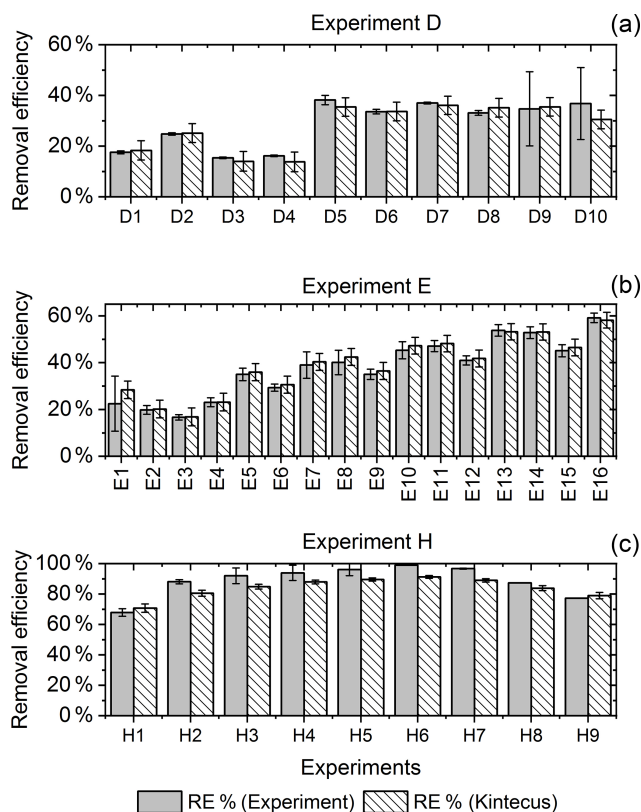 Experiment D
(a)
Removal efficiency
60 %
40 %
20 %
0 %
D1 D2 D3 D4 D5 D6 D7 D8 D9 D10
Experiment E
(b)
Removal efficiency
60 %
40 %
20 %
0 %
E1 E2 E3 E4 E5 E6 E7 E8 E9 E10 E11 E12 E13 E14 E15 E16
Experiment H
(c)
Removal efficiency
100 %
80 %
60 %
40 %
20 %
0 %
H1 H2 H3 H4 H5 H6 H7 H8 H9
Experiments
RE % (Experiment) RE % (Kintecus)